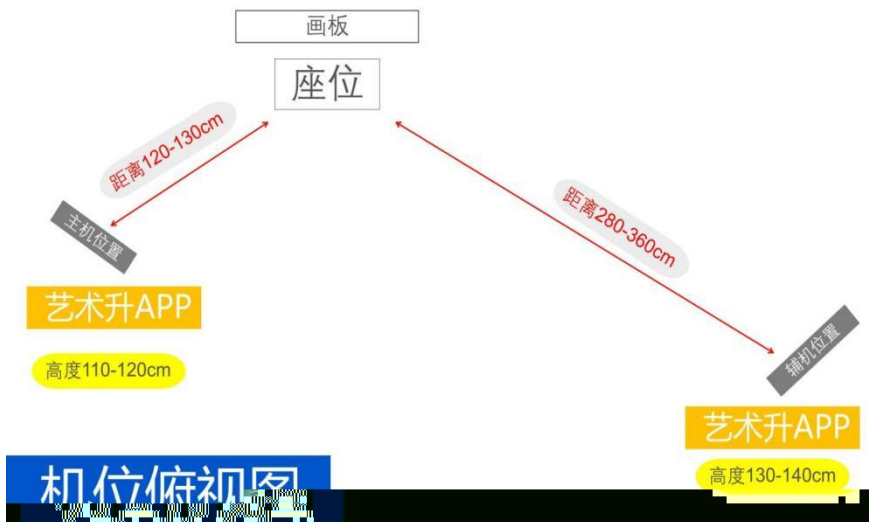 画板
座位
距离120-130cm
距离280-360cm
主机位置
艺术升APP
高度110-120cm
辅机位置
艺术升APP
高度130-140cm
机位俯视图